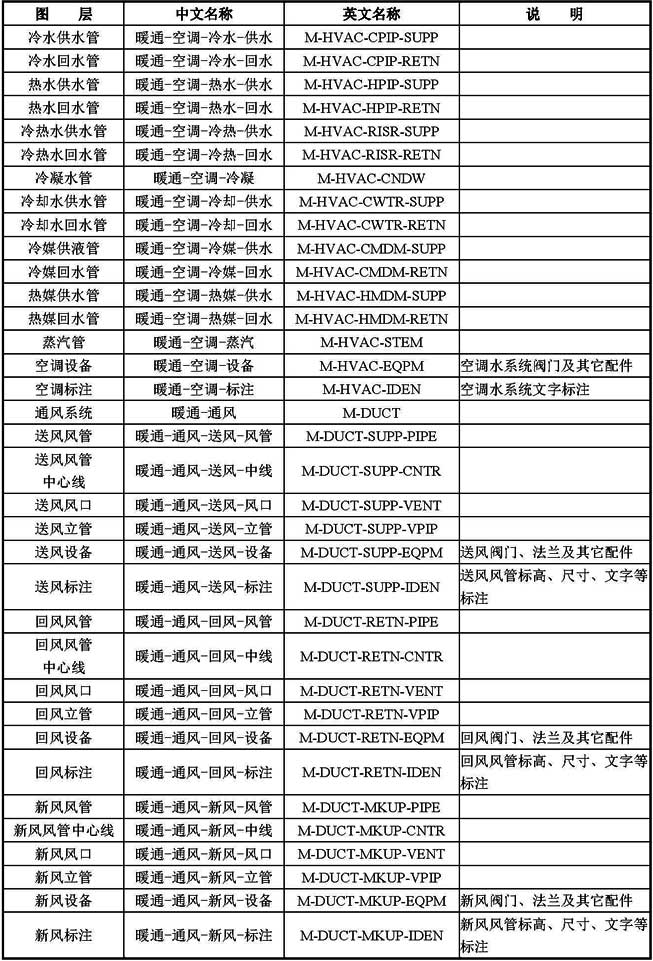 图 层 中文名称 英文名称 说 明
冷水供水管 暖通-空调-冷水-供水 M-HVAC-CPIP-SUPP
冷水回水管 暖通-空调-冷水-回水 M-HVAC-CPIP-RETN
热水供水管 暖通-空调-热水-供水 M-HVAC-HPIP-SUPP
热水回水管 暖通-空调-热水-回水 M-HVAC-HPIP-RETN
冷热水供水管 暖通-空调-冷热-供水 M-HVAC-RISR-SUPP
冷热水回水管 暖通-空调-冷热-回水 M-HVAC-RISR-RETN
冷凝水管 暖通-空调-冷凝 M-HVAC-CNDW
冷却水供水管 暖通-空调-冷却-供水 M-HVAC-CWTR-SUPP
冷却水回水管 暖通-空调-冷却-回水 M-HVAC-CWTR-RETN
冷媒供液管 暖通-空调-冷媒-供水 M-HVAC-CMDM-SUPP
冷媒回水管 暖通-空调-冷媒-回水 M-HVAC-CMDM-RETN
热媒供水管 暖通-空调-热媒-供水 M-HVAC-HMDM-SUPP
热媒回水管 暖通-空调-热媒-回水 M-HVAC-HMDM-RETN
蒸汽管 暖通-空调-蒸汽 M-HVAC-STEM
空调设备 暖通-空调-设备 M-HVAC-EQPM 空调水系统阀门及其它配件
空调标注 暖通-空调-标注 M-HVAC-IDEN 空调水系统文字标注
通风系统 暖通-通风 M-DUCT
送风风管 暖通-通风-送风-风管 M-DUCT-SUPP-PIPE
送风风管
中心线 暖通-通风-送风-中线 M-DUCT-SUPP-CNTR
送风风口 暖通-通风-送风-风口 M-DUCT-SUPP-VENT
送风立管 暖通-通风-送风-立管 M-DUCT-SUPP-VPIP
送风设备 暖通-通风-送风-设备 M-DUCT-SUPP-EQPM 送风阀门、法兰及其它配件
送风标注 暖通-通风-送风-标注 M-DUCT-SUPP-IDEN 送风风管标高、尺寸、文字等
标注
回风风管 暖通-通风-回风-风管 M-DUCT-RETN-PIPE
回风风管
中心线 暖通-通风-回风-中线 M-DUCT-RETN-CNTR
回风风口 暖通-通风-回风-风口 M-DUCT-RETN-VENT
回风立管 暖通-通风-回风-立管 M-DUCT-RETN-VPIP
回风设备 暖通-通风-回风-设备 M-DUCT-RETN-EQPM 回风阀门、法兰及其它配件
回风标注 暖通-通风-回风-标注 M-DUCT-RETN-IDEN 回风风管标高、尺寸、文字等
标注
新风风管 暖通-通风-新风-风管 M-DUCT-MKUP-PIPE
新风风管中心线 暖通-通风-新风-中线 M-DUCT-MKUP-CNTR
新风风口 暖通-通风-新风-风口 M-DUCT-MKUP-VENT
新风立管 暖通-通风-新风-立管 M-DUCT-MKUP-VPIP
新风设备 暖通-通风-新风-设备 M-DUCT-MKUP-EQPM 新风阀门、法兰及其它配件
新风标注 暖通-通风-新风-标注 M-DUCT-MKUP-IDEN 新风风管标高、尺寸、文字等
标注